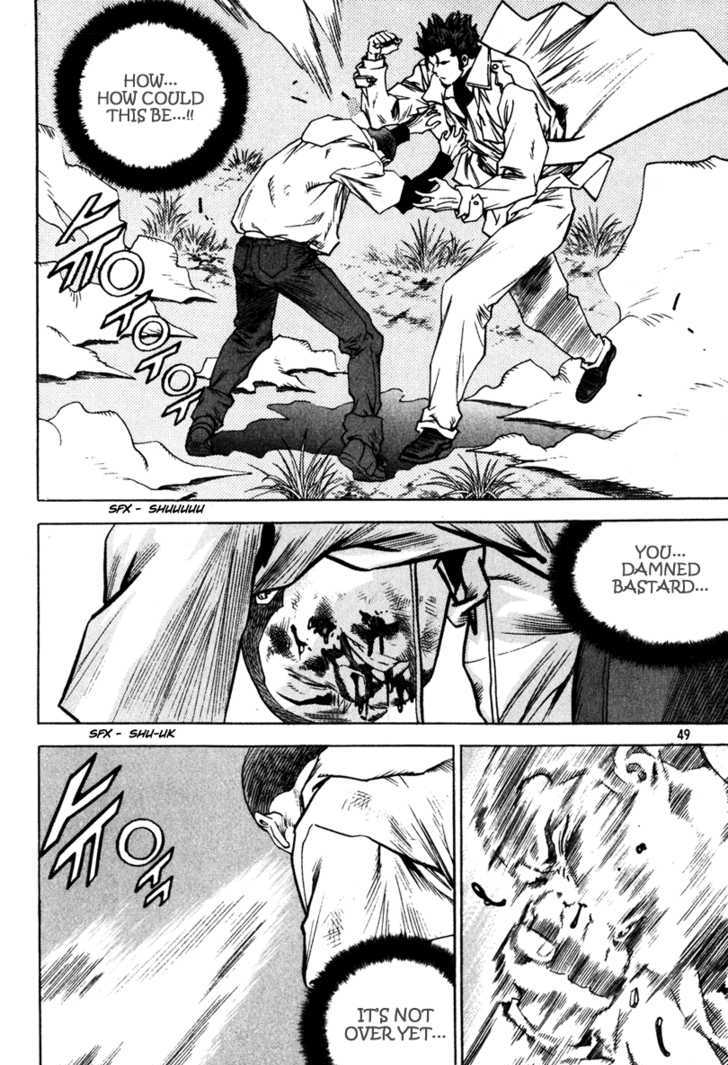 HOW...
HOW COULD
THIS BE...!!
슈
우
우
우
SFX - SHUUUUU
YOU...
DAMNED
BASTARD...
SFX - SHU-UK
49
슈
욱
IT'S NOT
OVER YET...